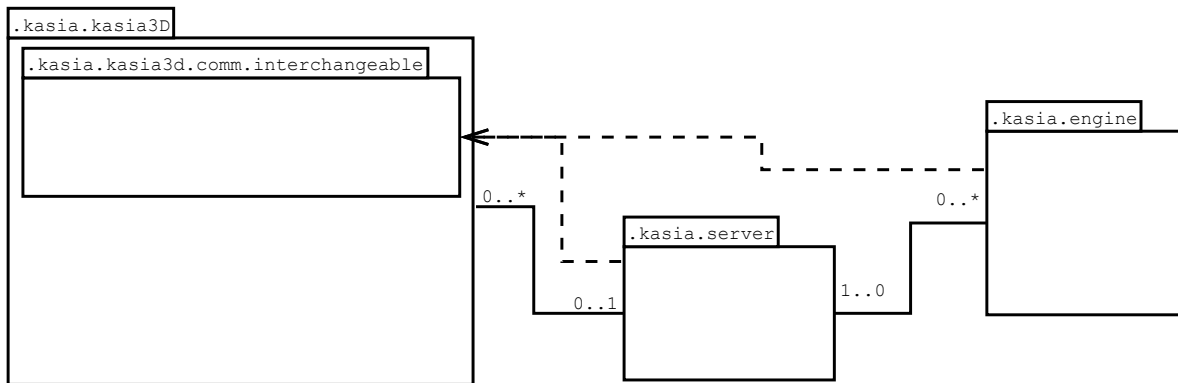 .kasia.kasia3D
.kasia.kasia3d.comm.interchangeable
.kasia.engine
0..*
0..*
.kasia.server
0..1
1..0